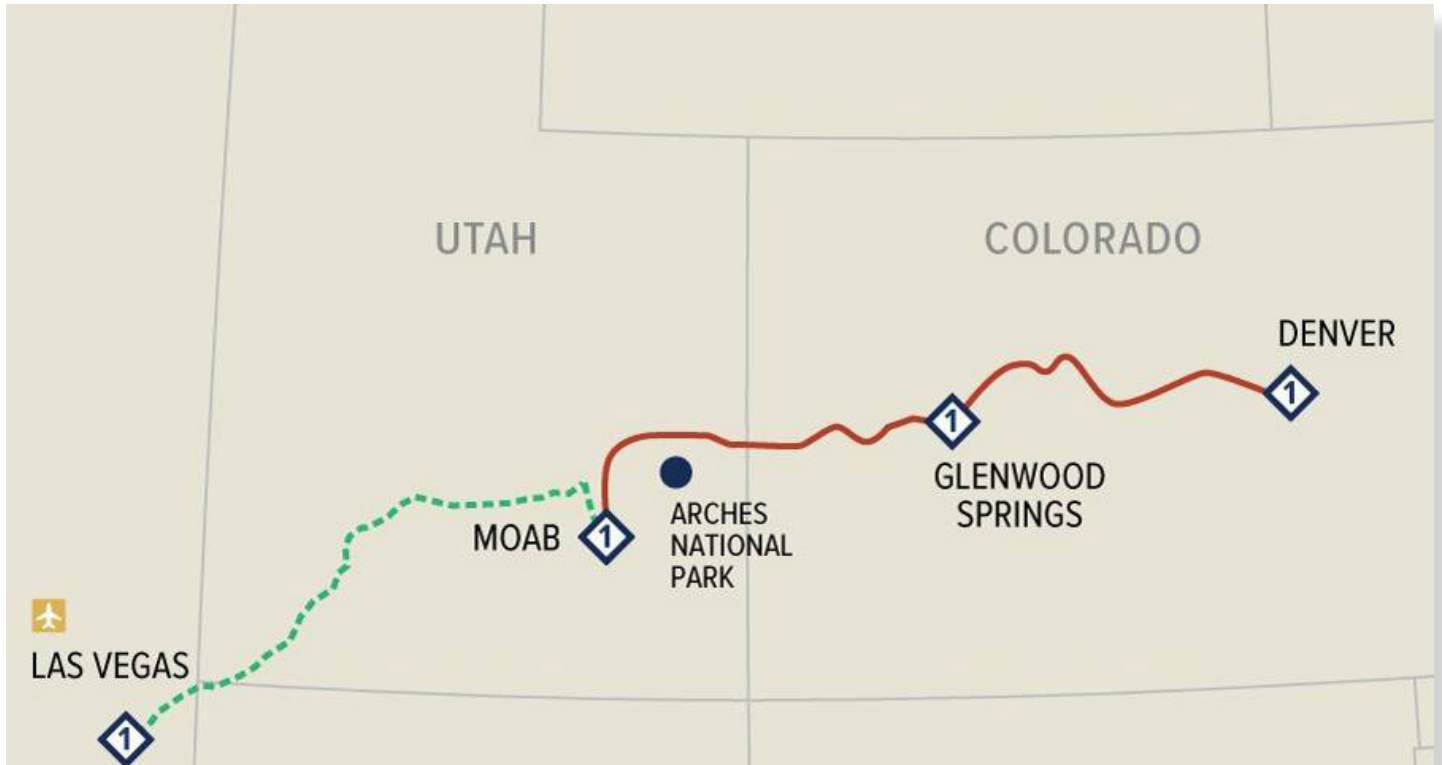 UTAH
COLORADO
DENVER
1
1
GLENWOOD
SPRINGS
MOAB
1
ARCHES
NATIONAL
PARK
LAS VEGAS
1